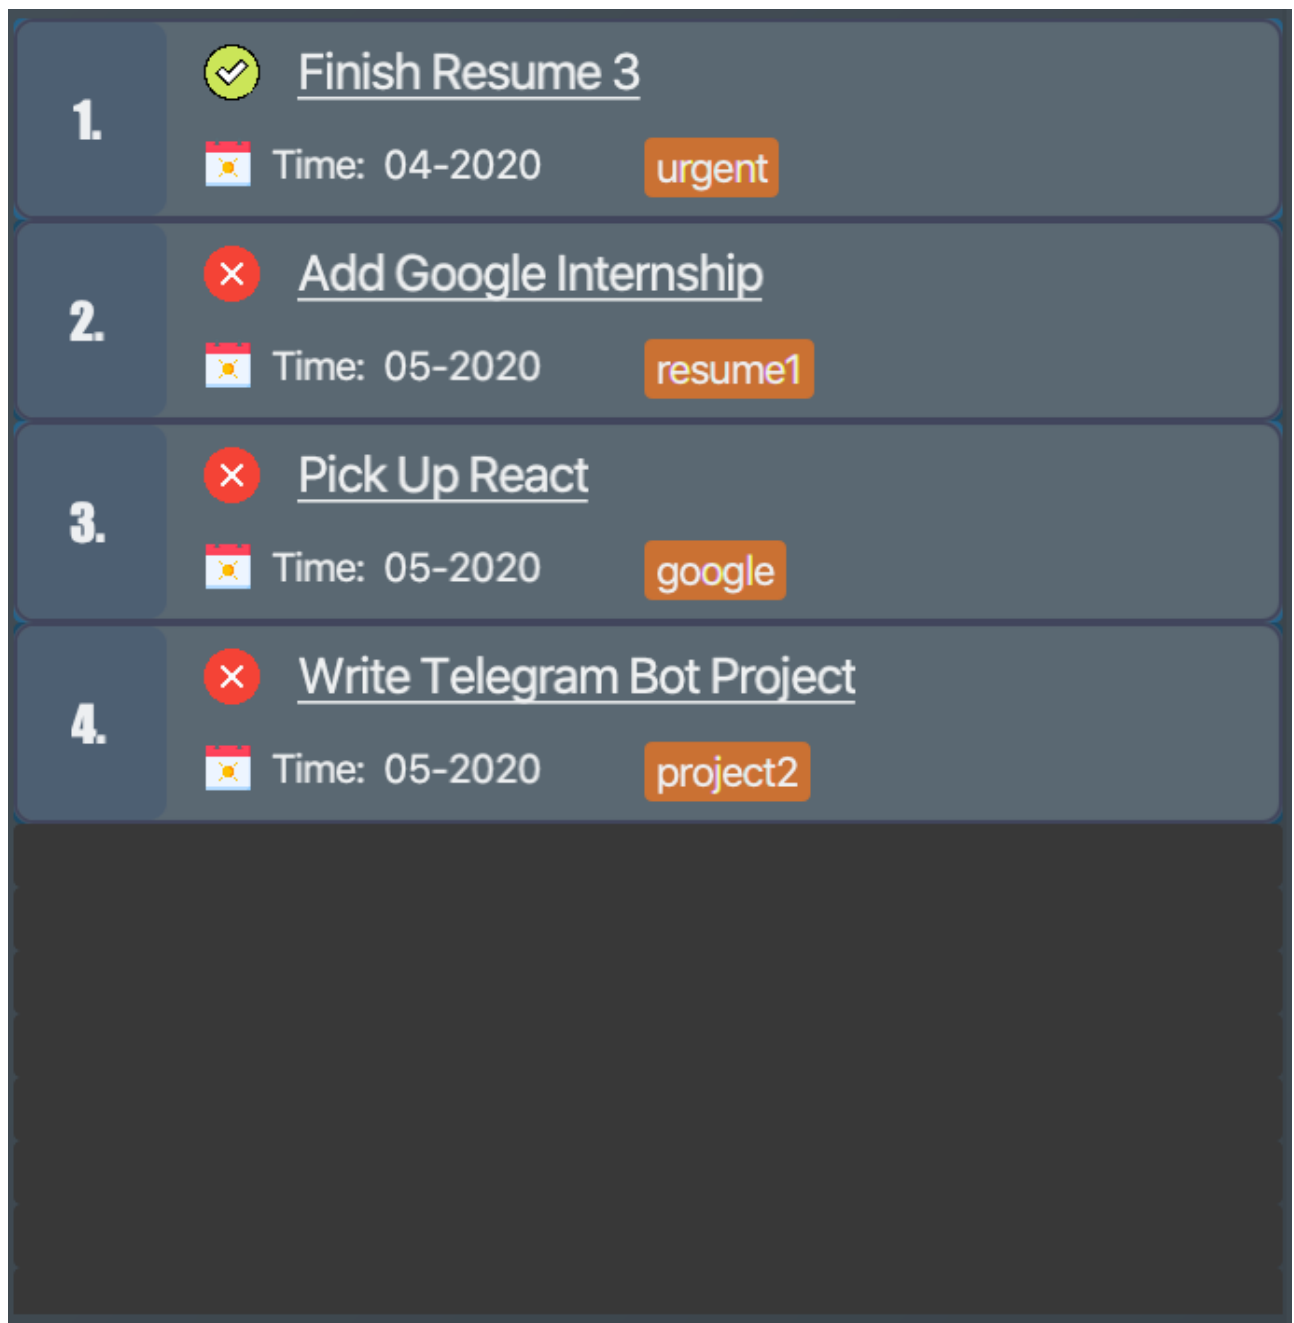 1.
Finish Resume 3
Time: 04-2020 urgent
2.
Add Google Internship
Time: 05-2020 resume1
3.
Pick Up React
Time: 05-2020 google
4.
Write Telegram Bot Project
Time: 05-2020 project2